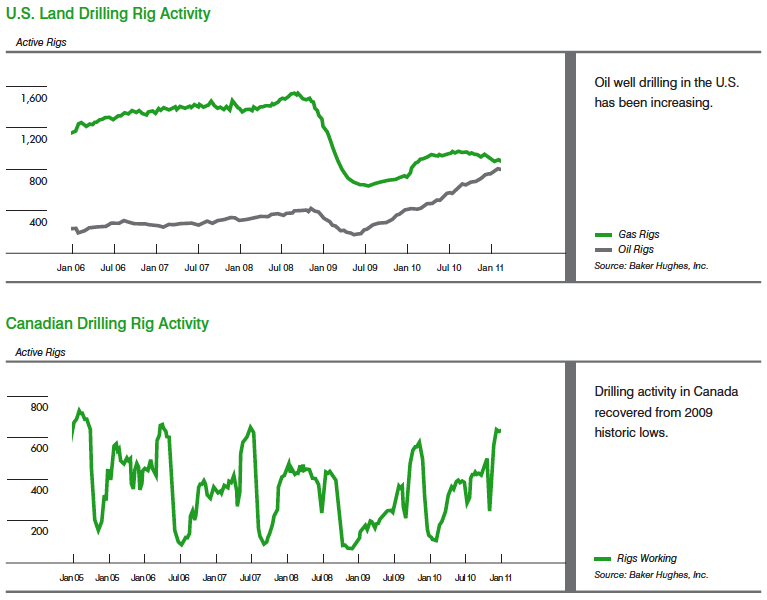 U.S. Land Drilling Rig Activity
Active Rigs
1,600
1,200
800
400
Jan 06 Jul 06 Jan 07 Jul 07 Jan 08 Jul 08 Jan 09 Jul 09 Jan 10 Jul 10 Jan 11
Oil well drilling in the U.S.
has been increasing.
Gas Rigs
Oil Rigs
Source: Baker Hughes, Inc.
Canadian Drilling Rig Activity
Active Rigs
800
600
400
200
Jan 05 Jan 05 Jan 06 Jul 06 Jan 07 Jul 07 Jan 08 Jul 08 Jan 09 Jul 09 Jan 10 Jul 10 Jan 11
Drilling activity in Canada
recovered from 2009
historic lows.
Rigs Working
Source: Baker Hughes, Inc.